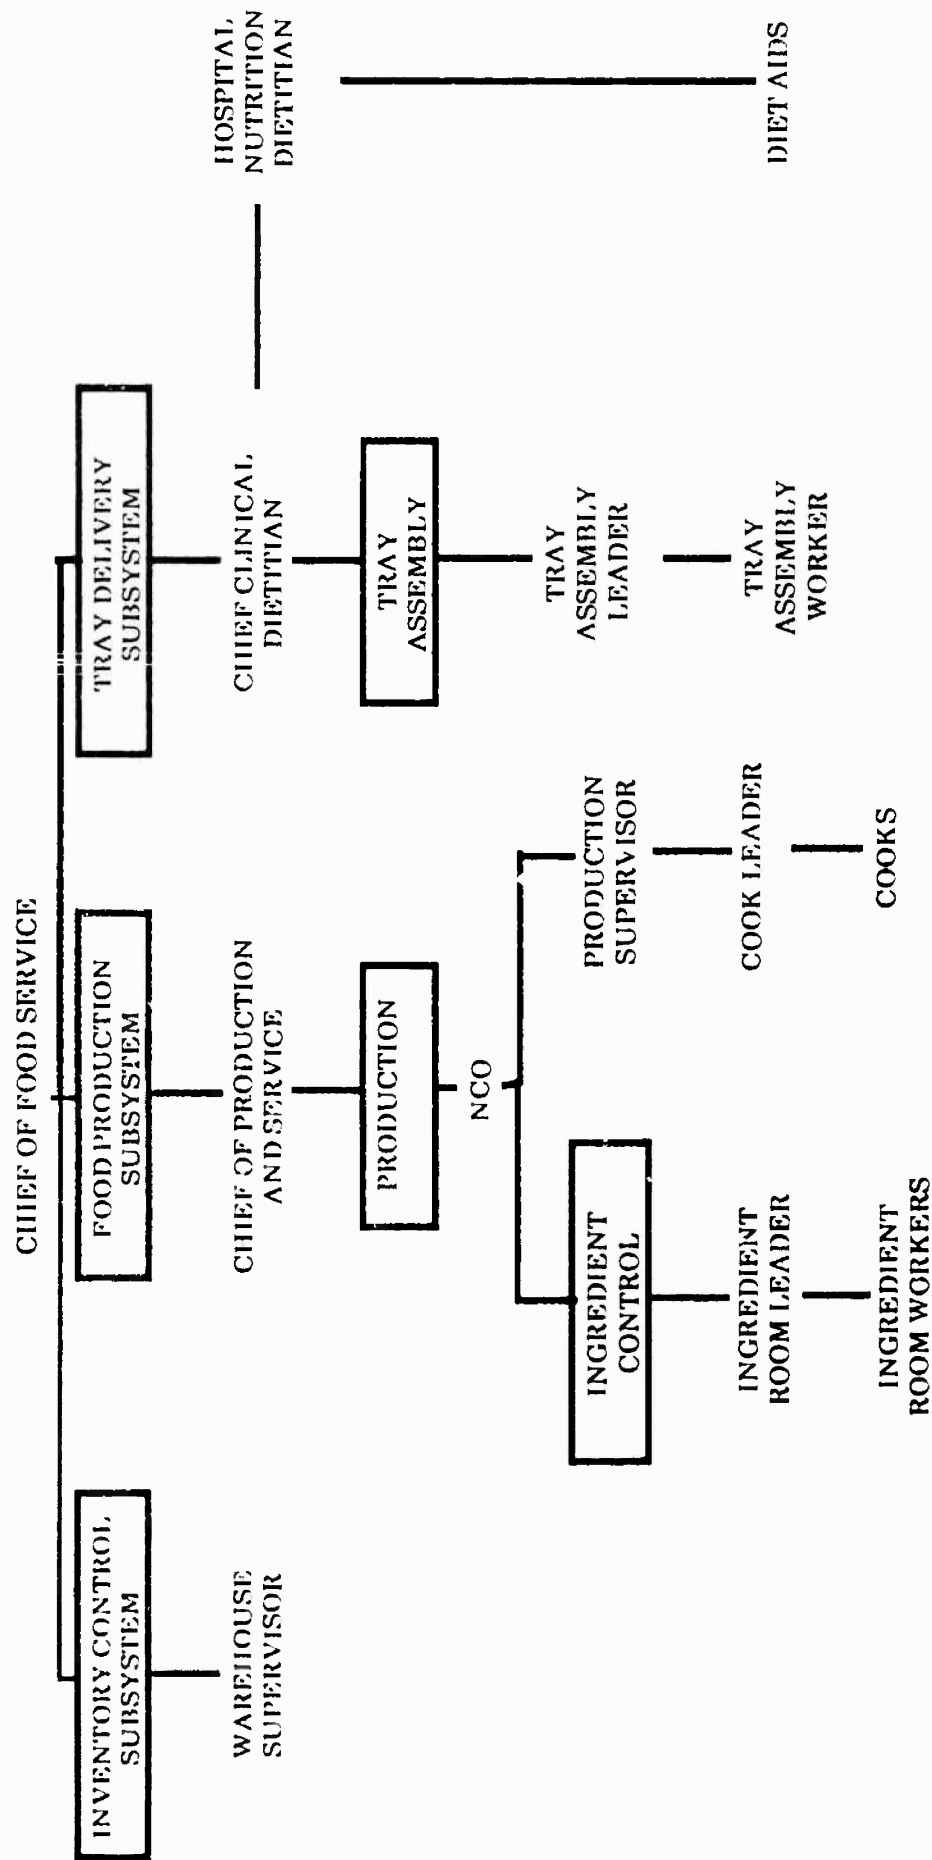 CHIEF OF FOOD SERVICE
INVENTORY CONTROL
SUBSYSTEM
WAREHOUSE
SUPERVISOR
FOOD PRODUCTION
SUBSYSTEM
CHIEF OF PRODUCTION
AND SERVICE
PRODUCTION
NCO
INGREDIENT
CONTROL
INGREDIENT
ROOM LEADER
INGREDIENT
ROOM WORKERS
PRODUCTION
SUPERVISOR
COOK LEADER
COOKS
TRAY DELIVERY
SUBSYSTEM
CHIEF CLINICAL
DIETITIAN
TRAY
ASSEMBLY
TRAY
ASSEMBLY
LEADER
TRAY
ASSEMBLY
WORKER
HOSPITAL
NUTRITION
DIETITIAN
DIET AIDS